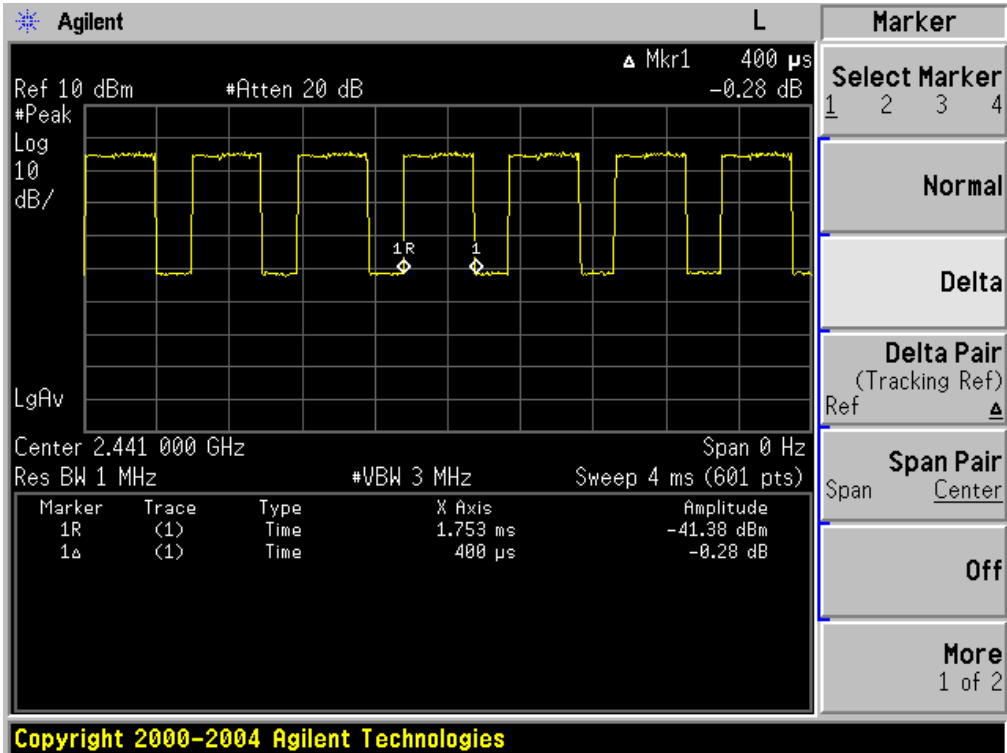 Agilent L Marker
Δ Mkr1 400 µs
Ref 10 dBm #Atten 20 dB -0.28 dB
#Peak
Log
10
dB/
1R 1
LgAv
Center 2.441 000 GHz Span 0 Hz
Res BW 1 MHz #VBW 3 MHz Sweep 4 ms (601 pts)
Marker Trace Type X Axis Amplitude
1R (1) Time 1.753 ms -41.38 dBm
1Δ (1) Time 400 µs -0.28 dB
Select Marker
1 2 3 4
Normal
Delta
Delta Pair
(Tracking Ref)
Ref Δ
Span Pair
Span Center
Off
More
1 of 2
Copyright 2000-2004 Agilent Technologies